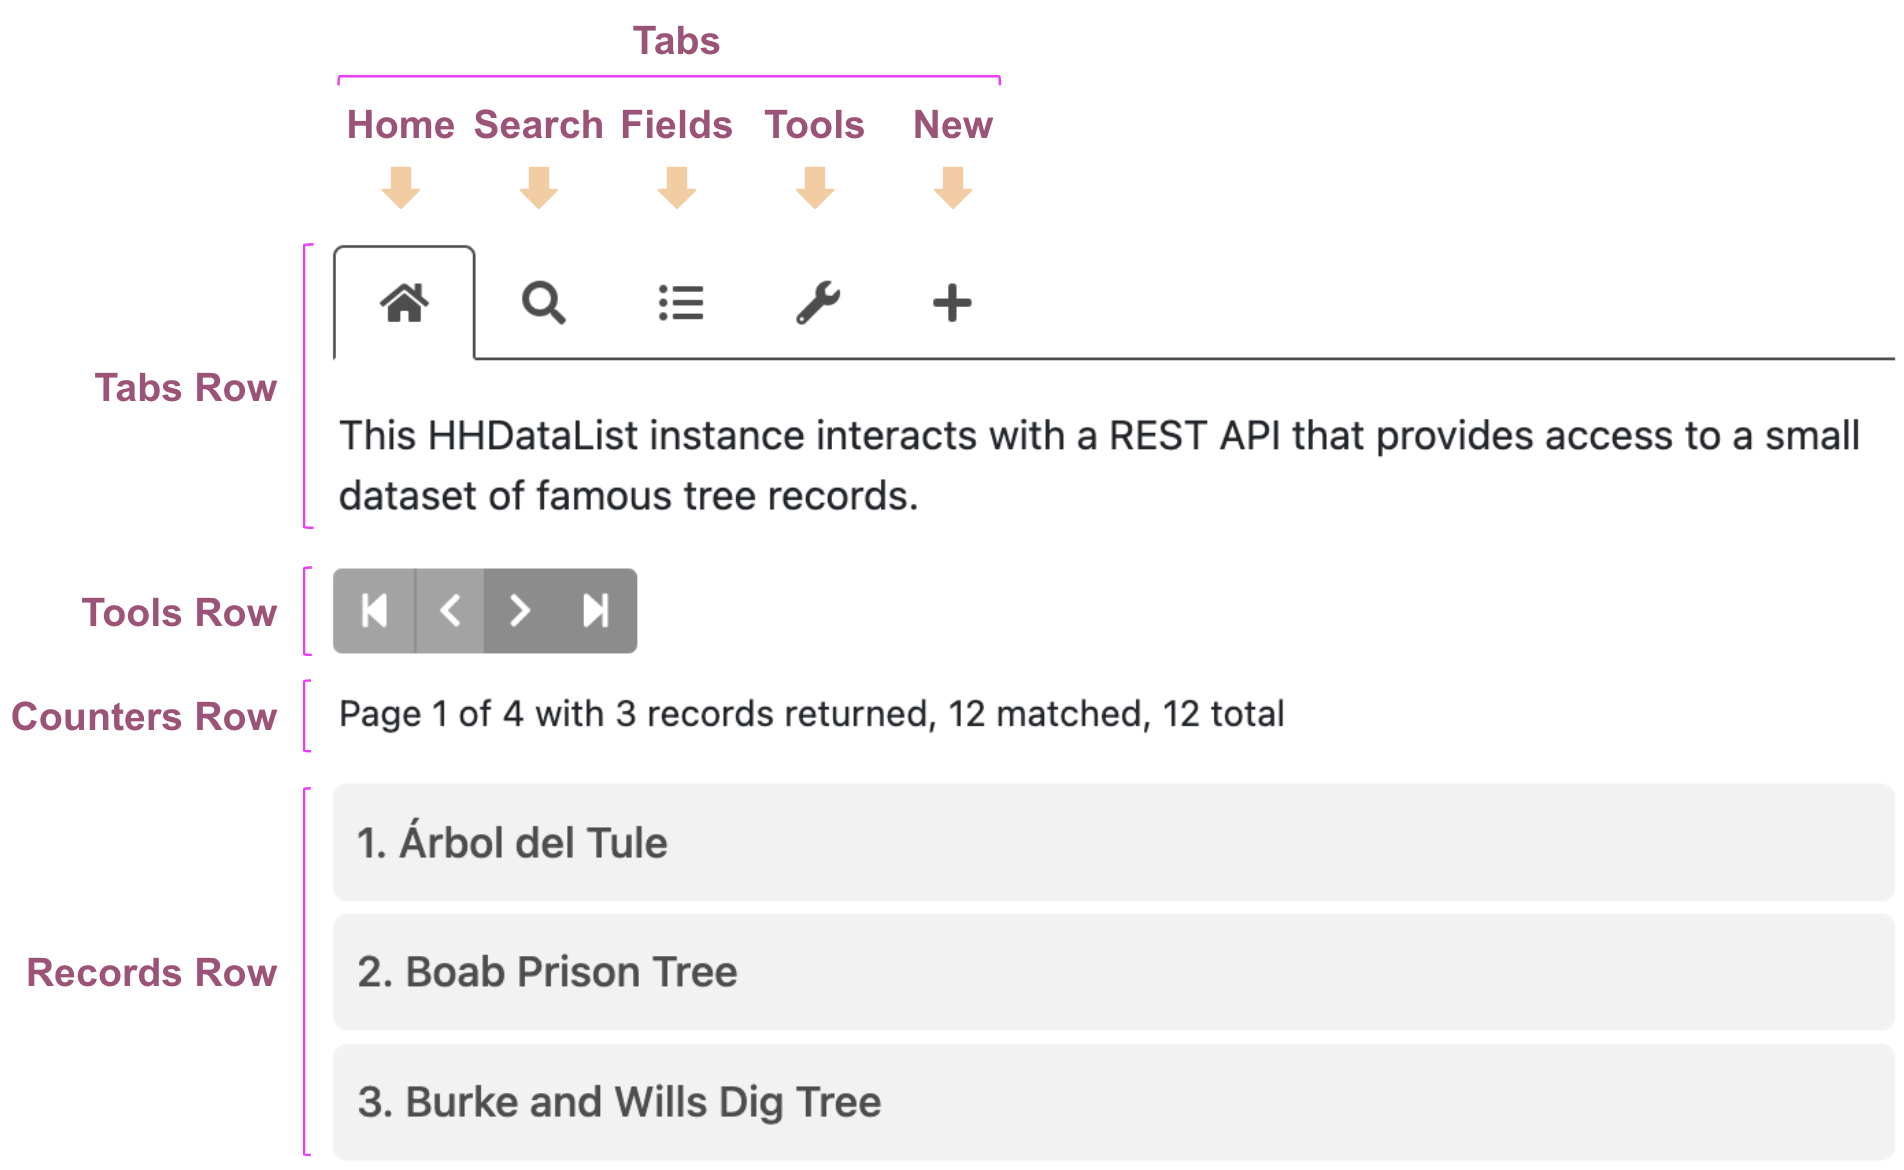 Tabs
Home Search Fields Tools New
Tabs Row
This HHDataList instance interacts with a REST API that provides access to a small
dataset of famous tree records.
Tools Row
Counters Row
Page 1 of 4 with 3 records returned, 12 matched, 12 total
Records Row
1. Árbol del Tule
2. Boab Prison Tree
3. Burke and Wills Dig Tree